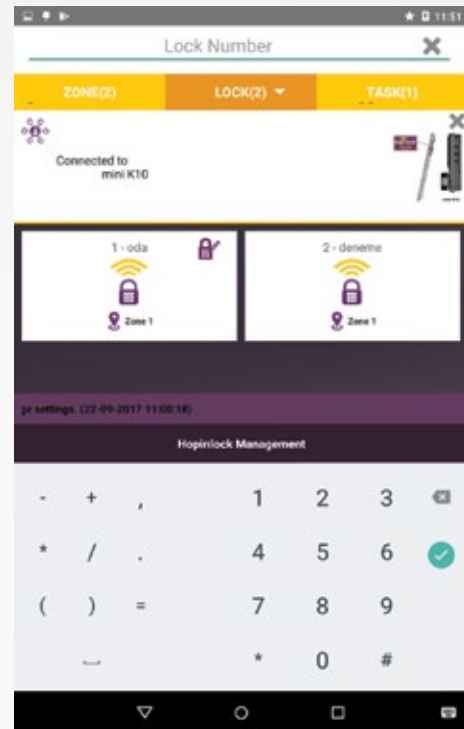 11:51
Lock Number
ZONE(2) LOCK(2) TASK(1)
Connected to
mini K10
1 - oda
Zone 1
2 - deneme
Zone 1
ge settings. (22-09-2017 11:00:18)
Hopinlock Management
- + , 1 2 3
* / . 4 5 6
( ) = 7 8 9
* 0 #